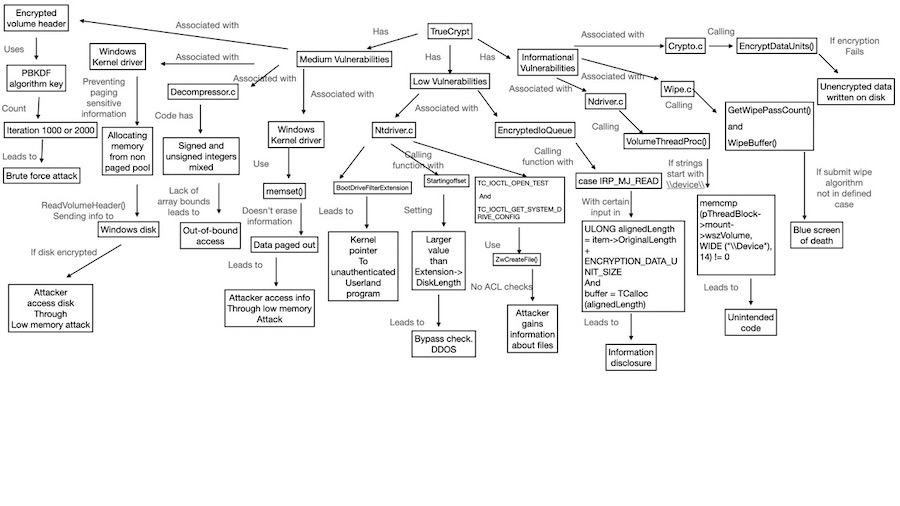 Encrypted
volume header
Associated with
Has
TrueCrypt
Associated with
Crypto.c
Calling
EncryptDataUnits()
If encryption
Fails
Uses
Windows
Kernel driver
Associated with
Medium Vulnerabilities
Has
Has
Informational
Vulnerabilities
PBKDF
algorithm key
Preventing
paging
sensitive
information
Decompressor.c
Associated with
Associated with
Low Vulnerabilities
Associated with
Associated with
Wipe.c
Unencrypted data
written on disk
Count
Code has
Associated with
Ndriver.c
Calling
GetWipePassCount()
and
WipeBuffer()
Iteration 1000 or 2000
Allocating
memory
from non
paged pool
Windows
Kernel driver
Ntdriver.c
EncryptedIoQueue
Calling
VolumeThreadProc()
Leads to
Signed and
unsigned integers
mixed
Use
Calling
function with
Calling
function with
If strings
start with
\\device\\
Brute force attack
BootDriveFilterExtension
Startingoffset
TC_IOCTL_OPEN_TEST
And
TC_IOCTL_GET_SYSTEM_D
RIVE_CONFIG
case IRP_MJ_READ
If submit wipe
algorithm
not in defined
case
memset()
Lack of
array bounds
leads to
ReadVolumeHeader()
Sending info to
Doesn't erase
information
Leads to
Setting
With certain
input in
memcmp
(pThreadBlock-
>mount-
>wszVolume,
WIDE ("\\Device"),
14) != 0
Windows disk
Out-of-bound
access
Data paged out
Kernel
pointer
To
unauthenticated
Userland
program
Larger
value
than
Extension->
DiskLength
Use
ZwCreateFile()
ULONG alignedLength
= item->OriginalLength
+
ENCRYPTION_DATA_U
NIT_SIZE
And
buffer = TCalloc
(alignedLength)
Blue screen
of death
If disk encrypted
Leads to
No ACL checks
Leads to
Attacker
access disk
Through
Low memory attack
Attacker access info
Through low memory
Attack
Leads to
Attacker
gains
information
about files
Leads to
Unintended
code
Bypass check.
DDOS
Information
disclosure